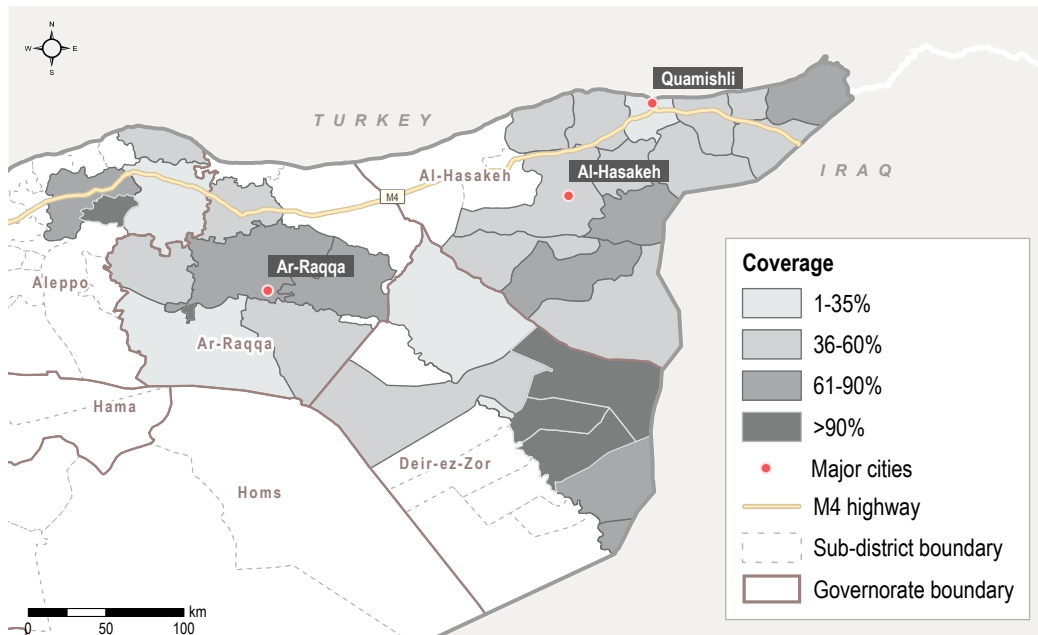 N
W E
S
Quamishli
TURKEY
Al-Hasakeh
Al-Hasakeh
IRAQ
M4
Ar-Raqqa
Aleppo
Ar-Raqqa
Hama
Deir-ez-Zor
Homs
Coverage
1-35%
36-60%
61-90%
>90%
Major cities
M4 highway
Sub-district boundary
Governorate boundary
km
0 50 100